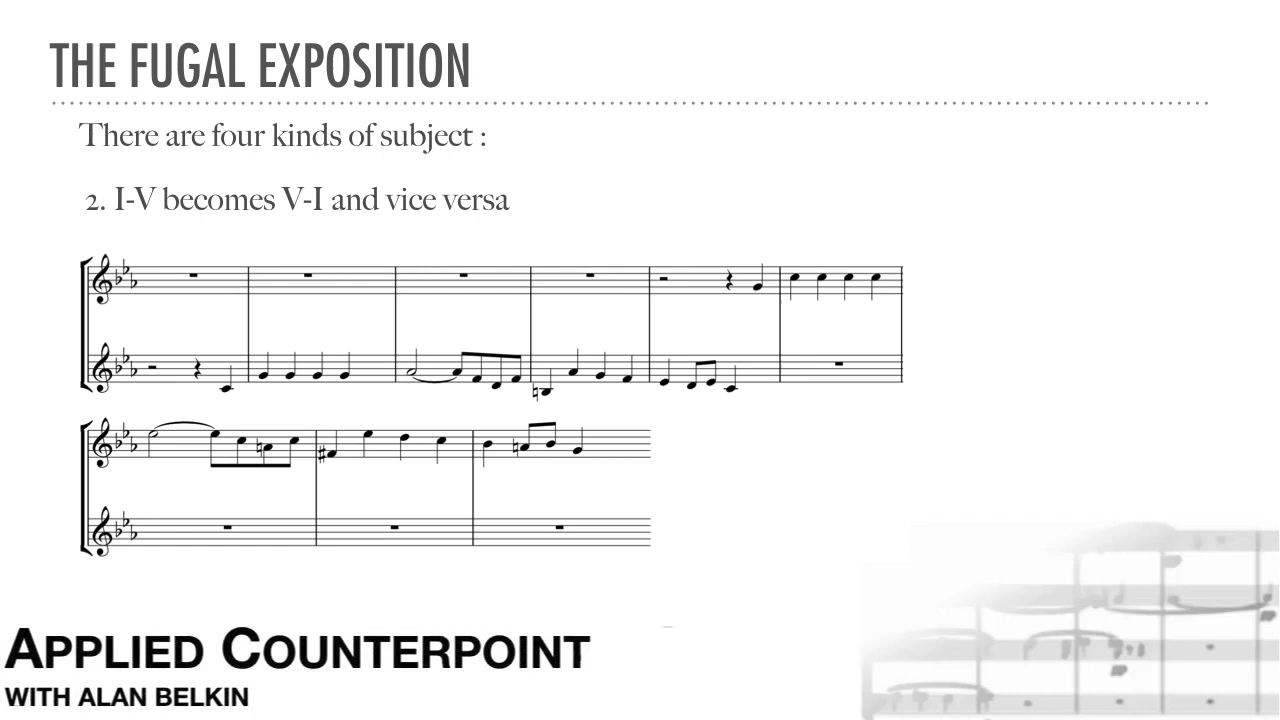 THE FUGAL EXPOSITION
There are four kinds of subject :
2. I-V becomes V-I and vice versa
APPLIED COUNTERPOINT
WITH ALAN BELKIN